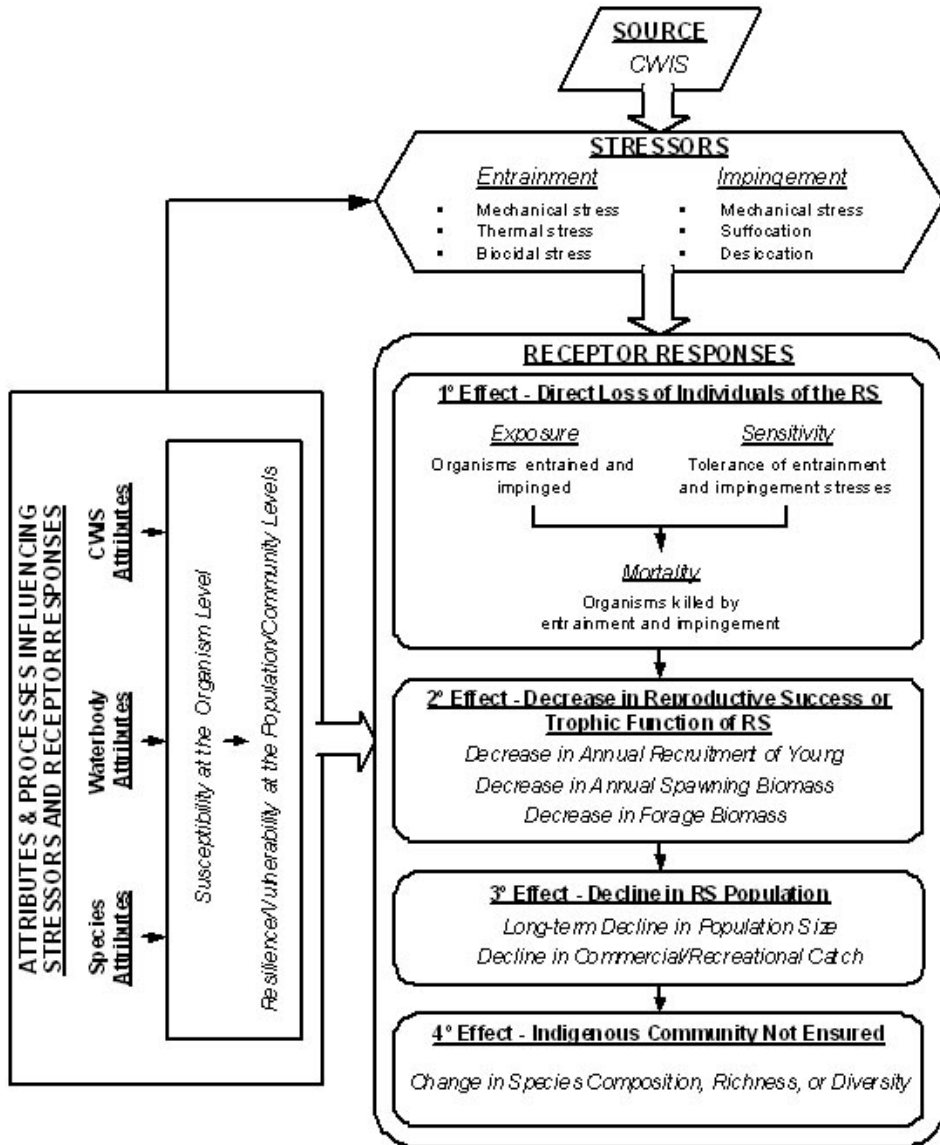 SOURCE
CWIS
STRESSORS
Entrainment
▪ Mechanical stress
▪ Thermal stress
▪ Biocidal stress
Impingement
▪ Mechanical stress
▪ Suffocation
▪ Desiccation
ATTRIBUTES & PROCESSES INFLUENCING
STRESSORS AND RECEPTOR RESPONSES
CWIS
Attributes
Waterbody
Attributes
Species
Attributes
Susceptibility at the Organism Level
Resilience/Vulnerability at the Population/Community Levels
RECEPTOR RESPONSES
1° Effect - Direct Loss of Individuals of the RS
Exposure
Organisms entrained and
impinged
Sensitivity
Tolerance of entrainment
and impingement stresses
Mortality
Organisms killed by
entrainment and impingement
2° Effect - Decrease in Reproductive Success or
Trophic Function of RS
Decrease in Annual Recruitment of Young
Decrease in Annual Spawning Biomass
Decrease in Forage Biomass
3° Effect - Decline in RS Population
Long-term Decline in Population Size
Decline in Commercial/Recreational Catch
4° Effect - Indigenous Community Not Ensured
Change in Species Composition, Richness, or Diversity